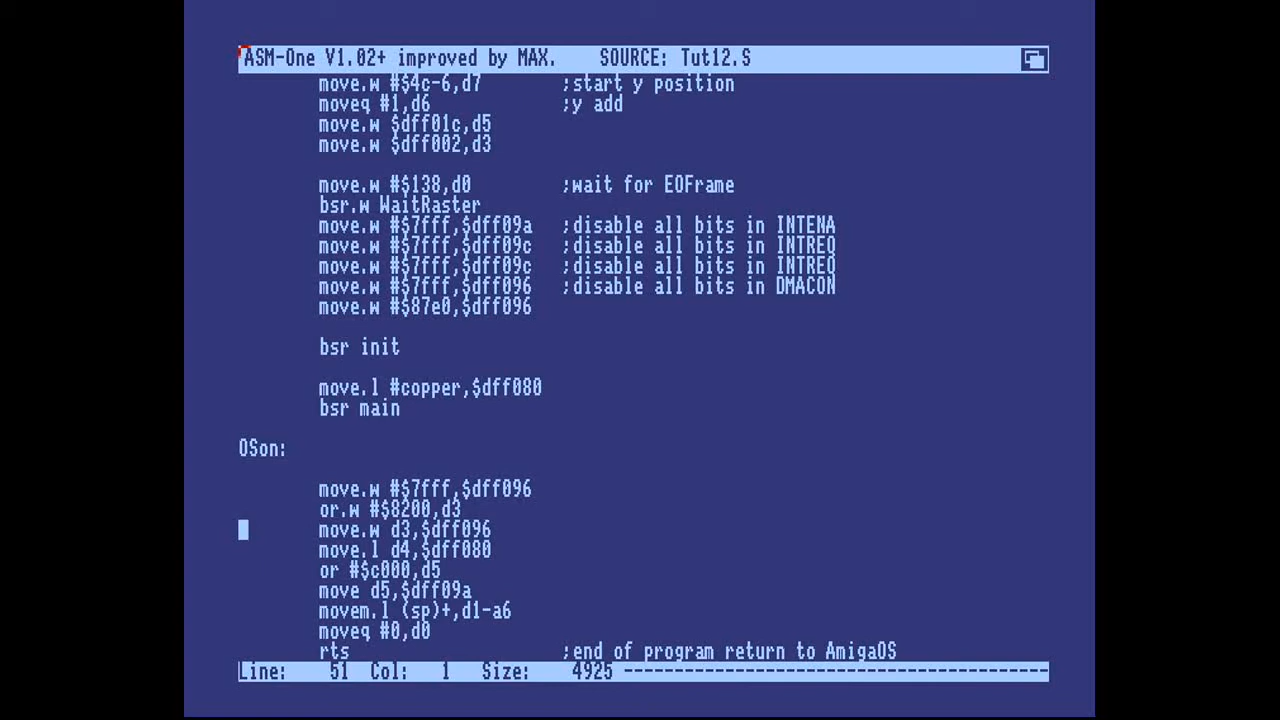 ASM-One V1.02+ improved by MAX. SOURCE: Tut12.S
move.w #$4c-6,d7 ;start y position
moveq #1,d6 ;y add
move.w $dff01c,d5
move.w $dff002,d3
move.w #$138,d0 ;wait for EOFrame
bsr.w WaitRaster
move.w #$7fff,$dff09a ;disable all bits in INTENA
move.w #$7fff,$dff09c ;disable all bits in INTREQ
move.w #$7fff,$dff09c ;disable all bits in INTREQ
move.w #$7fff,$dff096 ;disable all bits in DMACON
move.w #$87e0,$dff096
bsr init
move.l #copper,$dff080
bsr main
OSon:
move.w #$7fff,$dff096
or.w #$8200,d3
move.w d3,$dff096
move.l d4,$dff080
or #$c000,d5
move d5,$dff09a
movem.l (sp)+,d1-a6
moveq #0,d0
rts ;end of program return to AmigaOS
Line: 51 Col: 1 Size: 4925 -----------------------------------------